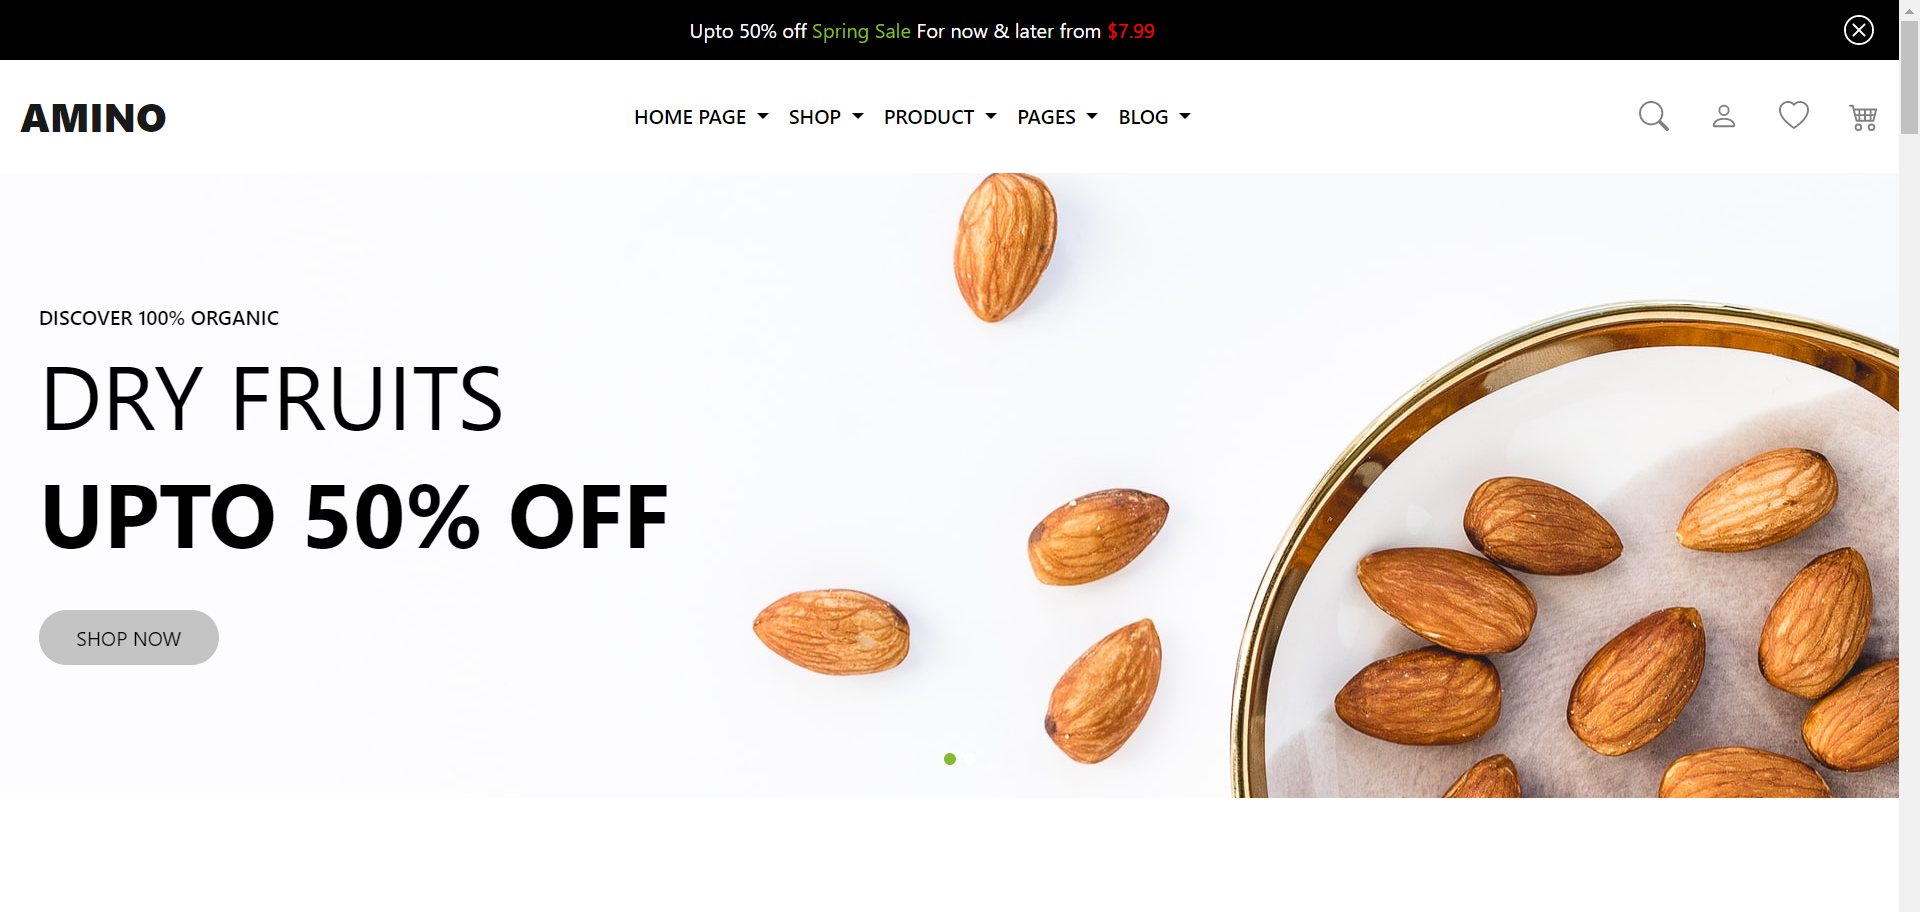 Upto 50% off Spring Sale For now & later from $7.99
AMINO
HOME PAGE SHOP PRODUCT PAGES BLOG
DISCOVER 100% ORGANIC
DRY FRUITS
UPTO 50% OFF
SHOP NOW